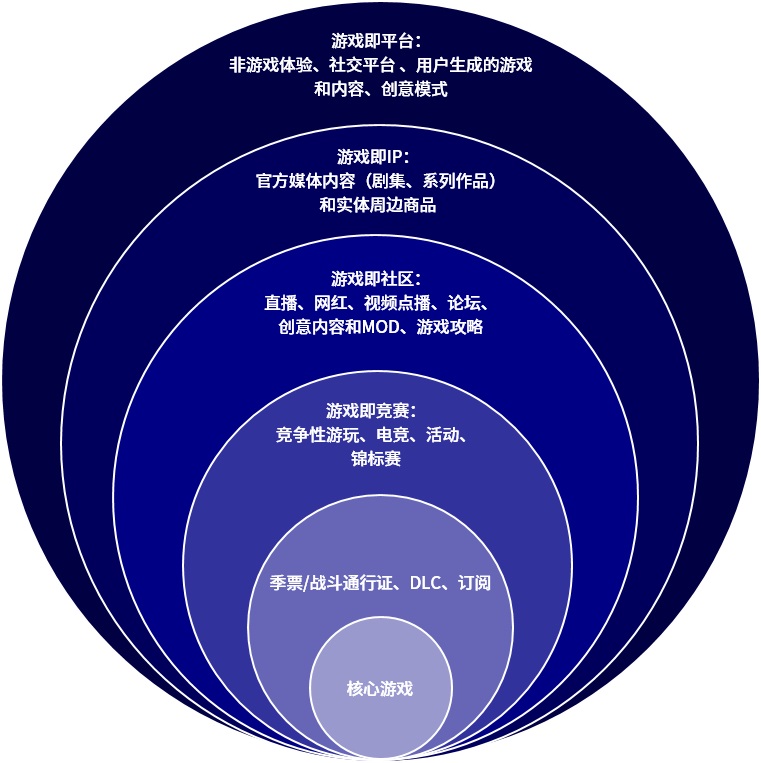 游戏即平台：
非游戏体验、社交平台、用户生成的游戏
和内容、创意模式
游戏即IP：
官方媒体内容（剧集、系列作品）
和实体周边商品
游戏即社区：
直播、网红、视频点播、论坛、
创意内容和MOD、游戏攻略
游戏即竞赛：
竞争性游玩、电竞、活动、
锦标赛
季票/战斗通行证、DLC、订阅
核心游戏